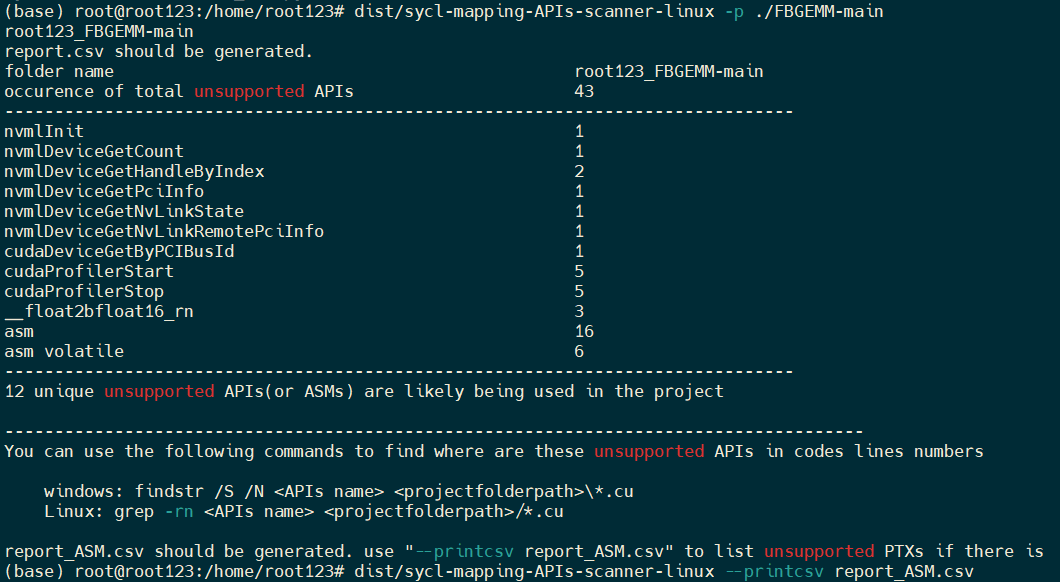 (base) root@root123:/home/root123# dist/sycl-mapping-APIs-scanner-linux -p ./FBGEMM-main
root123_FBGEMM-main
report.csv should be generated.
folder name root123_FBGEMM-main
occurence of total unsupported APIs 43
-------------------------------------------------------------------------------
nvmlInit 1
nvmlDeviceGetCount 1
nvmlDeviceGetHandleByIndex 2
nvmlDeviceGetPciInfo 1
nvmlDeviceGetNvLinkState 1
nvmlDeviceGetNvLinkRemotePciInfo 1
cudaDeviceGetByPCIBusId 1
cudaProfilerStart 5
cudaProfilerStop 5
__float2bfloat16_rn 3
asm 16
asm volatile 6
-------------------------------------------------------------------------------
12 unique unsupported APIs(or ASMs) are likely being used in the project
--------------------------------------------------------------------------------------
You can use the following commands to find where are these unsupported APIs in codes lines numbers
windows: findstr /S /N <APIs name> <projectfolderpath>\*.cu
Linux: grep -rn <APIs name> <projectfolderpath>/*.cu
report_ASM.csv should be generated. use "--printcsv report_ASM.csv" to list unsupported PTXs if there is
(base) root@root123:/home/root123# dist/sycl-mapping-APIs-scanner-linux --printcsv report_ASM.csv